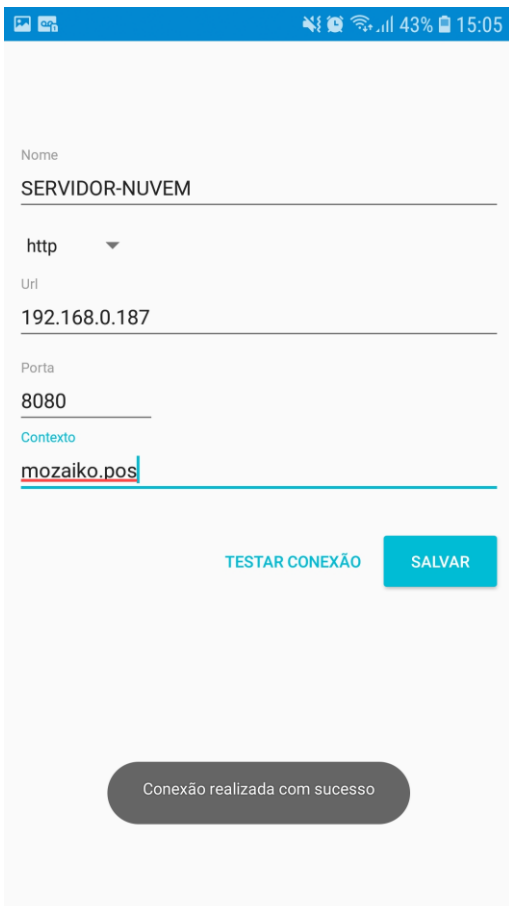 43% 15:05
Nome
SERVIDOR-NUVEM
http
Url
192.168.0.187
Porta
8080
Contexto
mozaiko.pos
TESTAR CONEXÃO SALVAR
Conexão realizada com sucesso